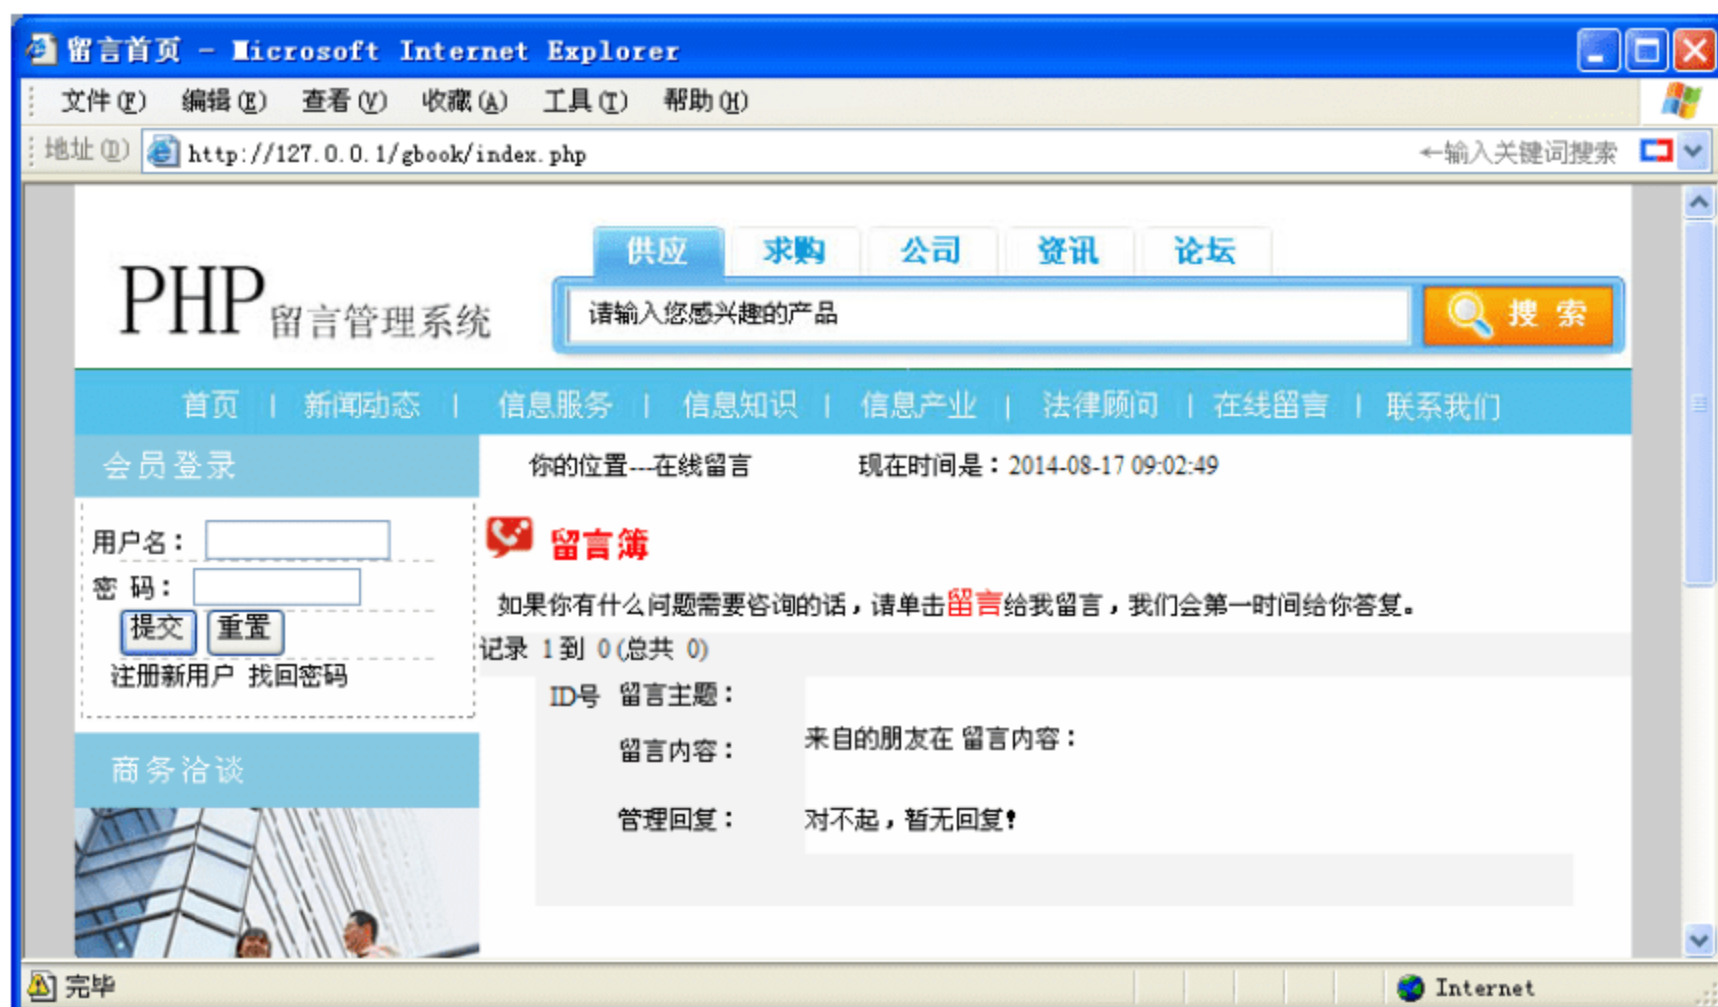 留言首页 - Microsoft Internet Explorer
文件(F) 编辑(E) 查看(V) 收藏(A) 工具(T) 帮助(H)
地址(D) http://127.0.0.1/gbook/index.php ←输入关键词搜索
供应 求购 公司 资讯 论坛
PHP留言管理系统 请输入您感兴趣的产品 搜索
首页 | 新闻动态 | 信息服务 | 信息知识 | 信息产业 | 法律顾问 | 在线留言 | 联系我们
会员登录 你的位置---在线留言 现在时间是：2014-08-17 09:02:49
用户名： 留言簿
密 码： 如果你有什么问题需要咨询的话，请单击留言给我留言，我们会第一时间给你答复。
提交 重置 记录 1 到 0 (总共 0)
注册新用户 找回密码 ID号 留言主题：
留言内容： 来自的朋友在 留言内容：
商务洽谈
管理回复： 对不起，暂无回复！
完毕 Internet